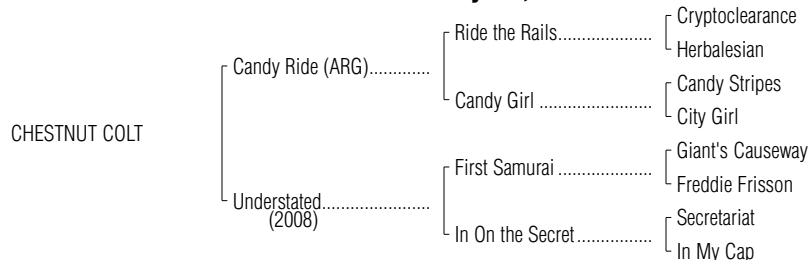 Cryptoclearance
Ride the Rails....................
Herbalesian
Candy Ride (ARG).............
Candy Stripes
Candy Girl ........................
City Girl
CHESTNUT COLT
Giant's Causeway
First Samurai ...................
Freddie Frisson
Understated.......................
(2008)
Secretariat
In On the Secret................
In My Cap